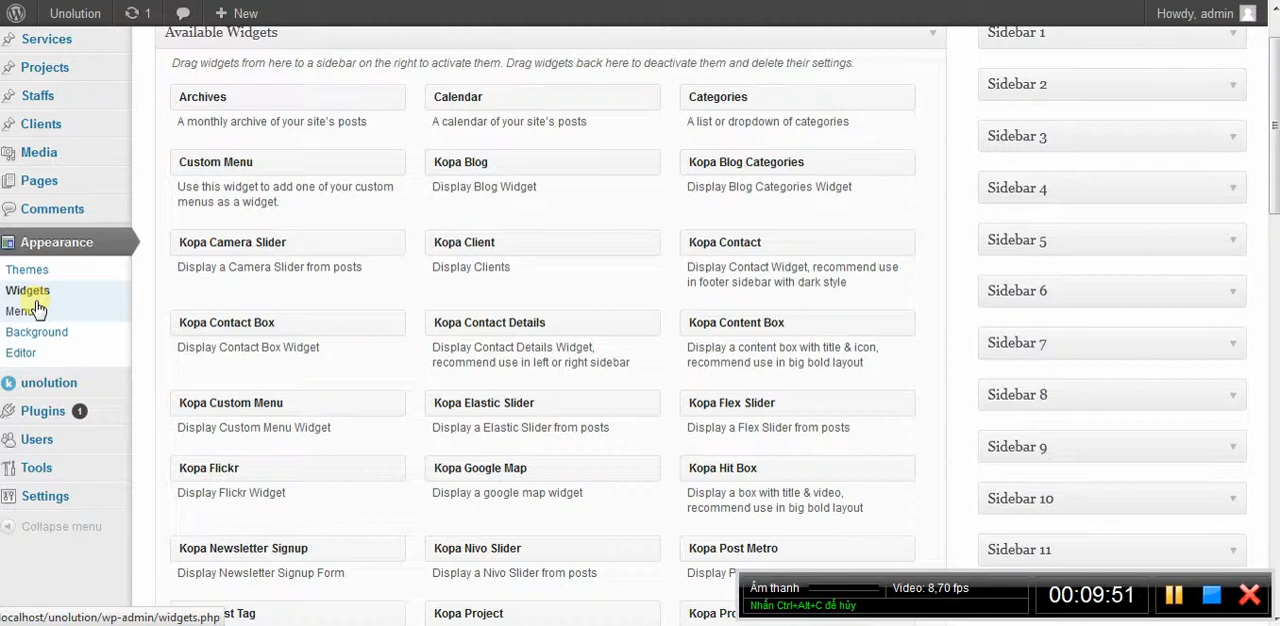 Unolution
1
New
Howdy, admin
Services
Projects
Staffs
Clients
Media
Pages
Comments
Appearance
Themes
Widgets
Menus
Background
Editor
unolution
Plugins 1
Users
Tools
Settings
Collapse menu
localhost/unolution/wp-admin/widgets.php
Available Widgets
Drag widgets from here to a sidebar on the right to activate them. Drag widgets back here to deactivate them and delete their settings.
Archives
A monthly archive of your site's posts
Calendar
A calendar of your site's posts
Categories
A list or dropdown of categories
Custom Menu
Use this widget to add one of your custom
menus as a widget.
Kopa Blog
Display Blog Widget
Kopa Blog Categories
Display Blog Categories Widget
Kopa Camera Slider
Display a Camera Slider from posts
Kopa Client
Display Clients
Kopa Contact
Display Contact Widget, recommend use
in footer sidebar with dark style
Kopa Contact Box
Display Contact Box Widget
Kopa Contact Details
Display Contact Details Widget,
recommend use in left or right sidebar
Kopa Content Box
Display a content box with title & icon,
recommend use in big bold layout
Kopa Custom Menu
Display Custom Menu Widget
Kopa Elastic Slider
Display a Elastic Slider from posts
Kopa Flex Slider
Display a Flex Slider from posts
Kopa Flickr
Display Flickr Widget
Kopa Google Map
Display a google map widget
Kopa Hit Box
Display a box with title & video,
recommend use in big bold layout
Kopa Newsletter Signup
Display Newsletter Signup Form
Kopa Nivo Slider
Display a Nivo Slider from posts
Kopa Post Metro
Display
Tag
Kopa Project
Kopa
Sidebar 1
Sidebar 2
Sidebar 3
Sidebar 4
Sidebar 5
Sidebar 6
Sidebar 7
Sidebar 8
Sidebar 9
Sidebar 10
Sidebar 11
Âm thanh
Video: 8,70 fps
Nhấn Ctrl+Alt+C để hủy
00:09:51